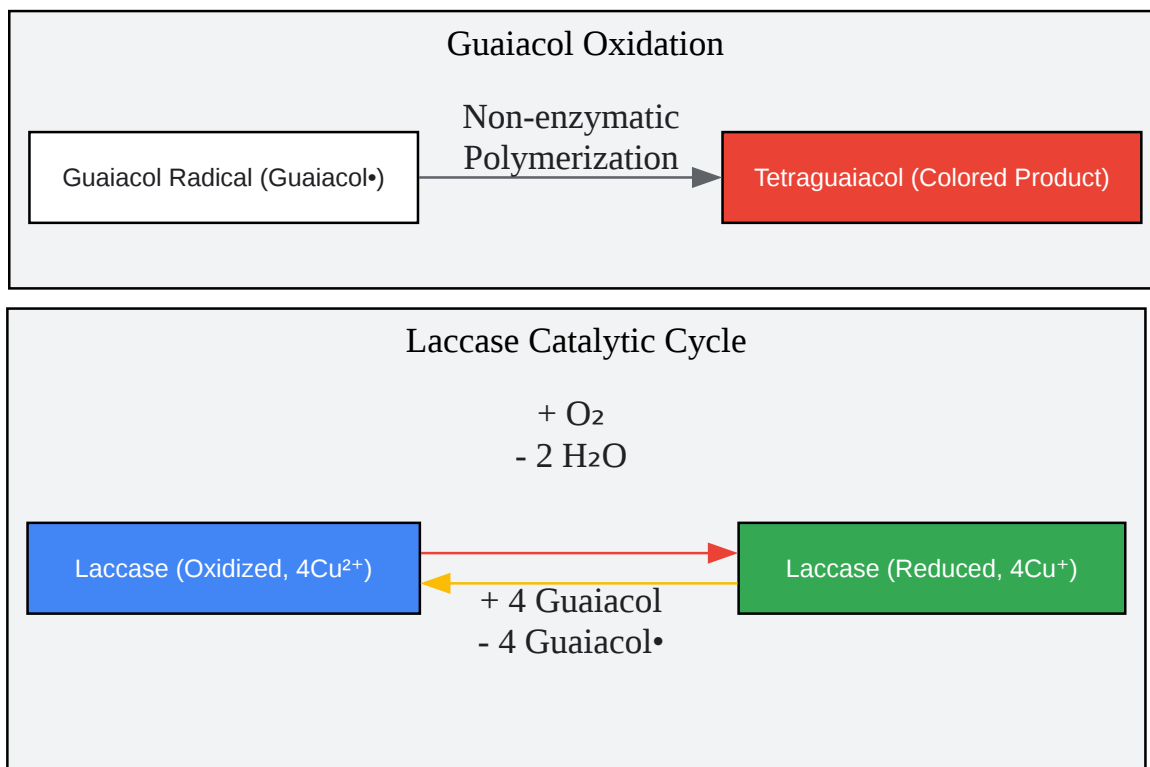 Guaiacol Oxidation
Non-enzymatic
Polymerization
Guaiacol Radical (Guaiacol•)
Tetraguaiacol (Colored Product)
Laccase Catalytic Cycle
+ O₂
- 2 H₂O
Laccase (Oxidized, 4Cu²⁺)
Laccase (Reduced, 4Cu⁺)
+ 4 Guaiacol
- 4 Guaiacol•